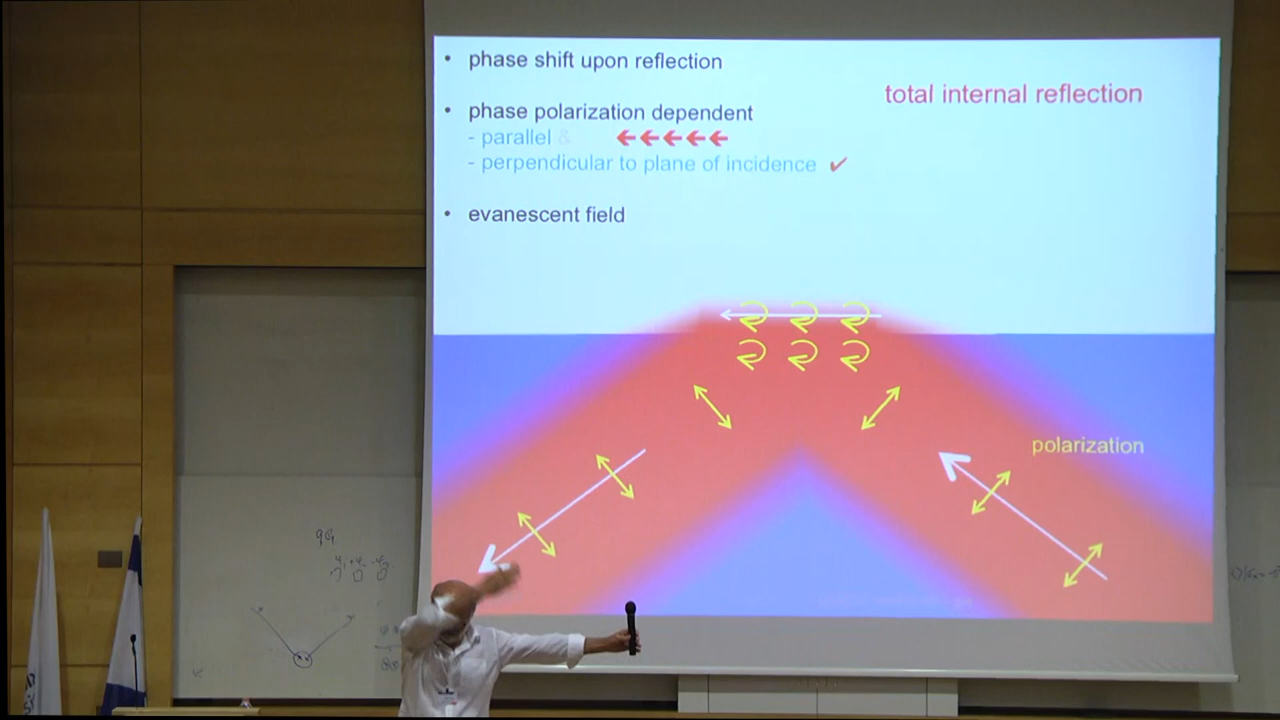 • phase shift upon reflection
total internal reflection
• phase polarization dependent
- parallel &
- perpendicular to plane of incidence ✓
• evanescent field
polarization